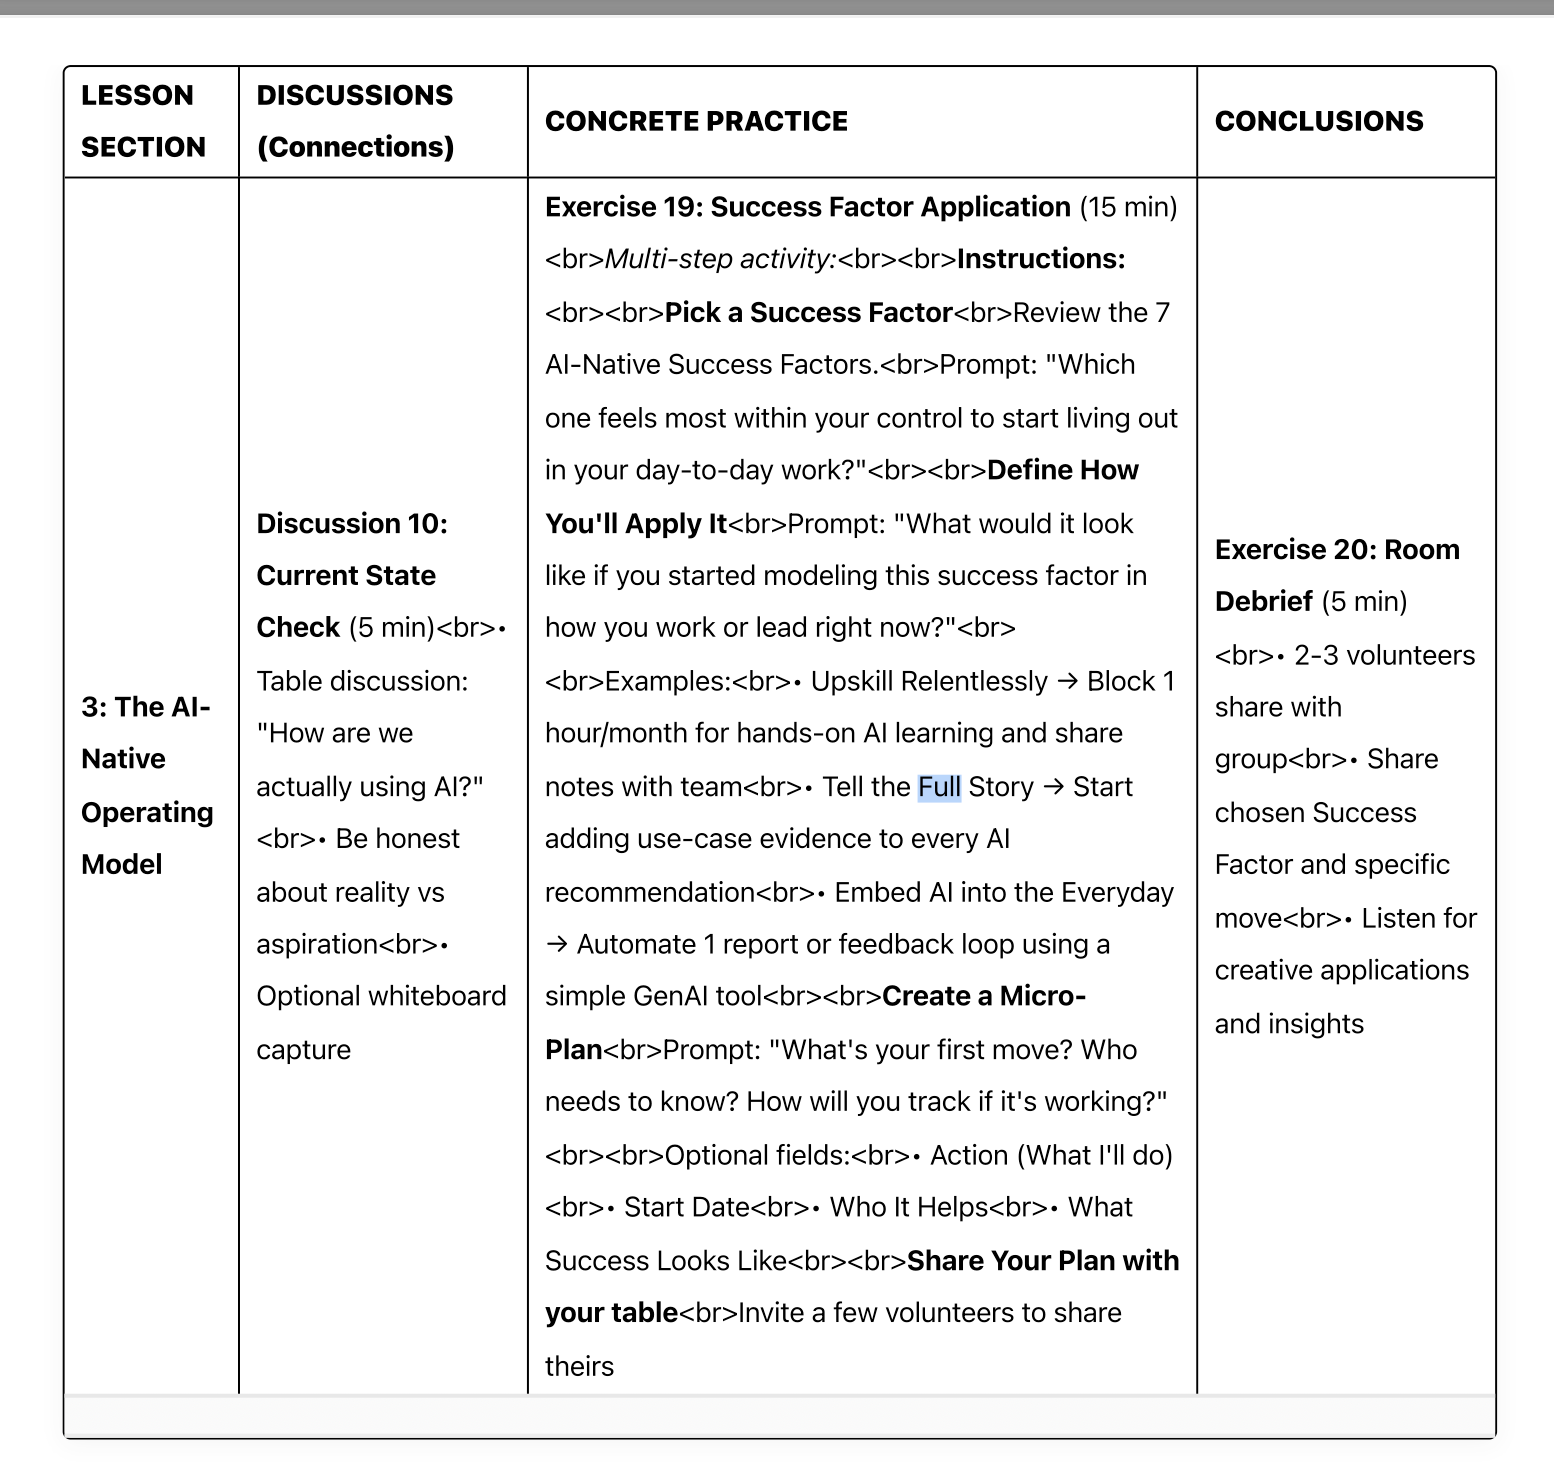 LESSON
SECTION
DISCUSSIONS
(Connections)
CONCRETE PRACTICE
CONCLUSIONS
3: The AI-
Native
Operating
Model
Discussion 10:
Current State
Check (5 min)<br>•
Table discussion:
"How are we
actually using AI?"
<br>• Be honest
about reality vs
aspiration<br>•
Optional whiteboard
capture
Exercise 19: Success Factor Application (15 min)
<br>Multi-step activity:<br><br>Instructions:
<br><br>Pick a Success Factor<br>Review the 7
AI-Native Success Factors.<br>Prompt: "Which
one feels most within your control to start living out
in your day-to-day work?"<br><br>Define How
You'll Apply It<br>Prompt: "What would it look
like if you started modeling this success factor in
how you work or lead right now?"<br>
<br>Examples:<br>• Upskill Relentlessly → Block 1
hour/month for hands-on AI learning and share
notes with team<br>• Tell the Full Story → Start
adding use-case evidence to every AI
recommendation<br>• Embed AI into the Everyday
→ Automate 1 report or feedback loop using a
simple GenAI tool<br><br>Create a Micro-
Plan<br>Prompt: "What's your first move? Who
needs to know? How will you track if it's working?"
<br><br>Optional fields:<br>• Action (What I'll do)
<br>• Start Date<br>• Who It Helps<br>• What
Success Looks Like<br><br>Share Your Plan with
your table<br>Invite a few volunteers to share
theirs
Exercise 20: Room
Debrief (5 min)
<br>• 2-3 volunteers
share with
group<br>• Share
chosen Success
Factor and specific
move<br>• Listen for
creative applications
and insights